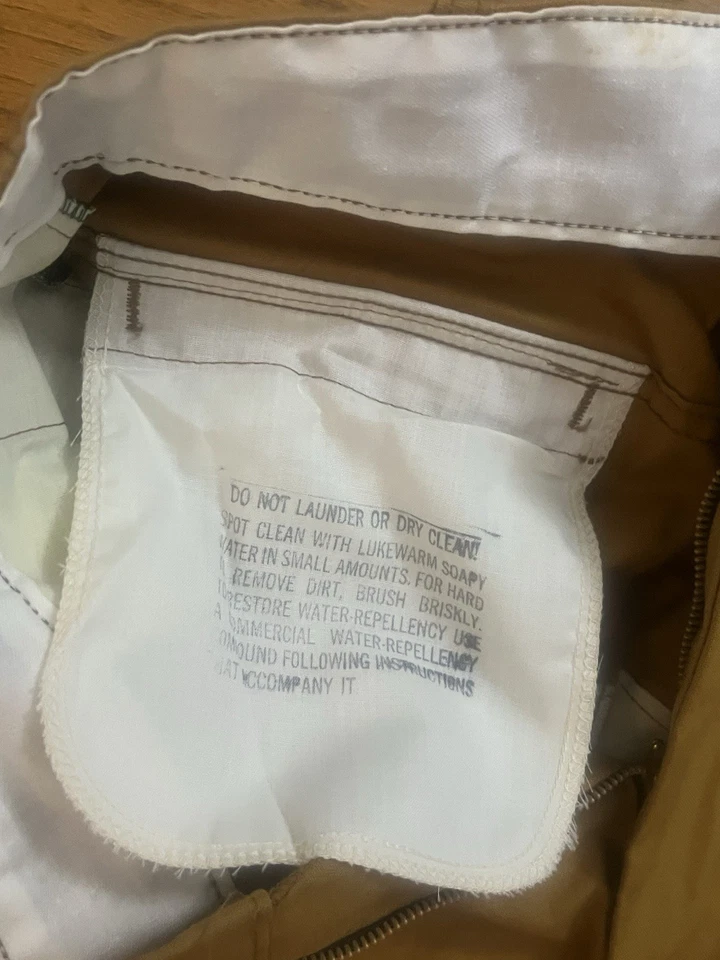 DO NOT LAUNDER OR DRY CLEAN!
SPOT CLEAN WITH LUKEWARM SOAPY
WATER IN SMALL AMOUNTS. FOR HARD
REMOVE DIRT, BRUSH BRISKLY.
RESTORE WATER-REPELLENCY USE
A COMMERCIAL WATER-REPELLENCY
COMPOUND FOLLOWING INSTRUCTIONS
THAT ACCOMPANY IT